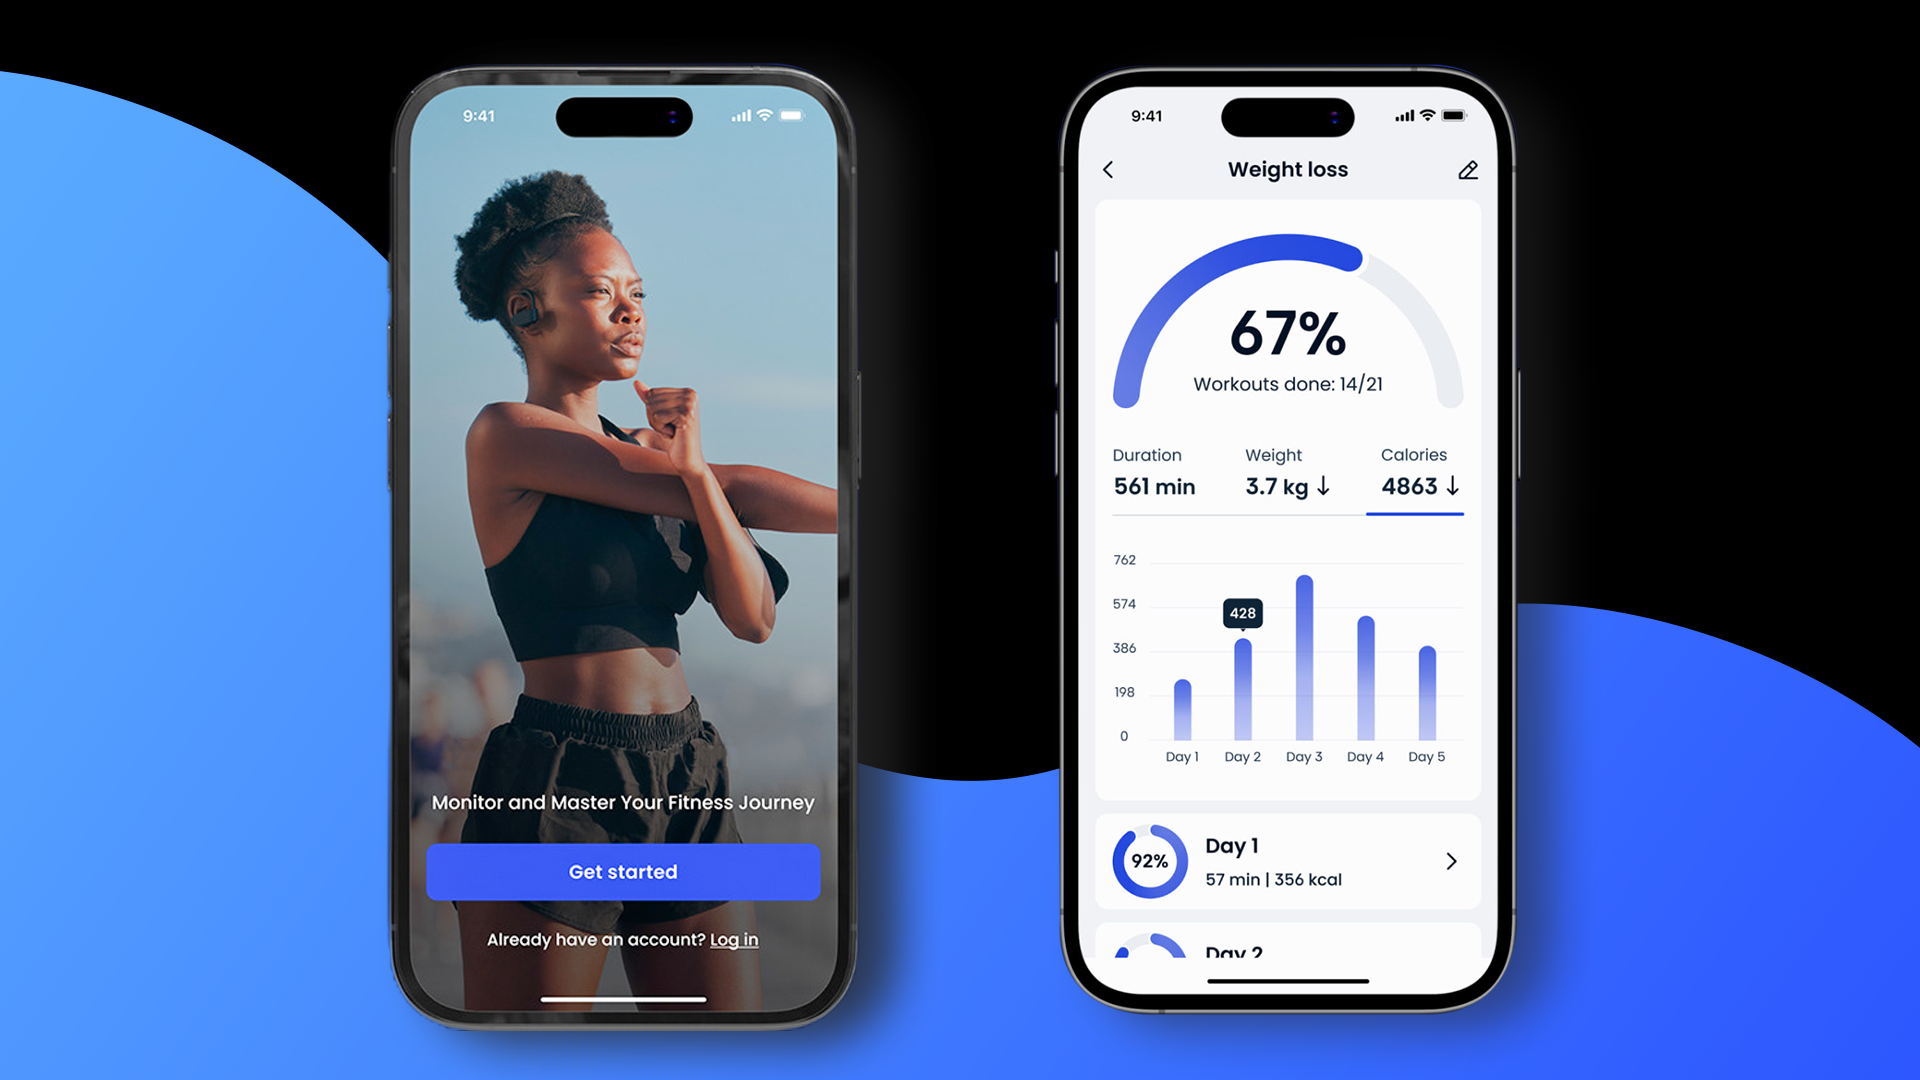 9:41
Monitor and Master Your Fitness Journey
Get started
Already have an account? Log in
9:41
Weight loss
67%
Workouts done: 14/21
Duration Weight Calories
561 min 3.7 kg ↓ 4863 ↓
762
574
428
386
198
0
Day 1 Day 2 Day 3 Day 4 Day 5
92%
Day 1
57 min | 356 kcal
Day 2